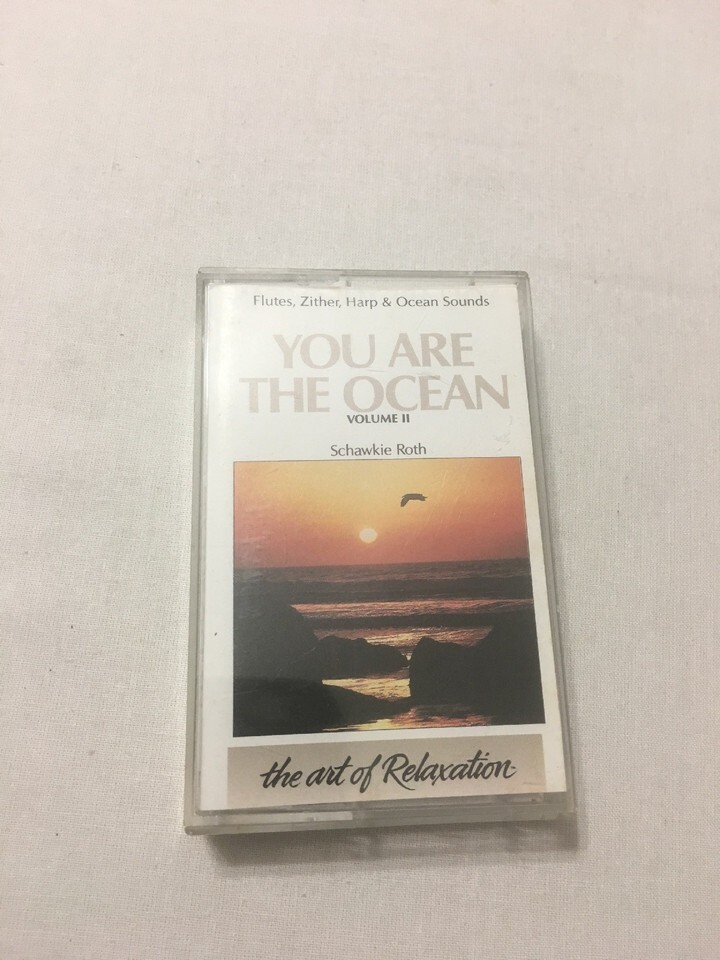 Flutes, Zither, Harp & Ocean Sounds
YOU ARE
THE OCEAN
VOLUME II
Schawkie Roth
the art of Relaxation